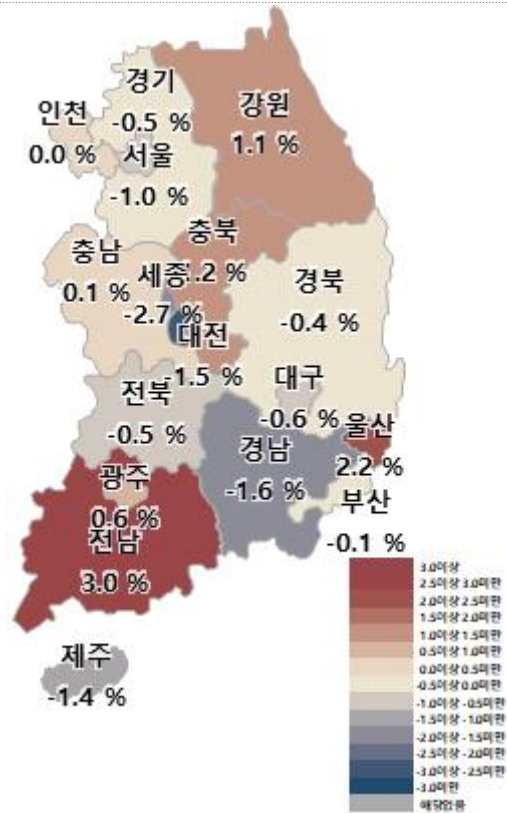 경기
-0.5 %
인천
0.0 %
서울
-1.0 %
강원
1.1 %
충북
.2 %
충남
0.1 %
세종
-2.7 %
대전
-1.5 %
경북
-0.4 %
대구
-0.6 %
전북
-0.5 %
경남
-1.6 %
울산
2.2 %
부산
-0.1 %
광주
0.6 %
전남
3.0 %
제주
-1.4 %
3.0이상
2.5이상 3.0미만
2.0이상 2.5미만
1.5이상 2.0미만
1.0이상 1.5미만
0.5이상 1.0미만
0.0이상 0.5미만
-0.5이상 0.0미만
-1.0이상 -0.5미만
-1.5이상 -1.0미만
-2.0이상 -1.5미만
-2.5이상 -2.0미만
-3.0이상 -2.5미만
-3.0미만
해당없음